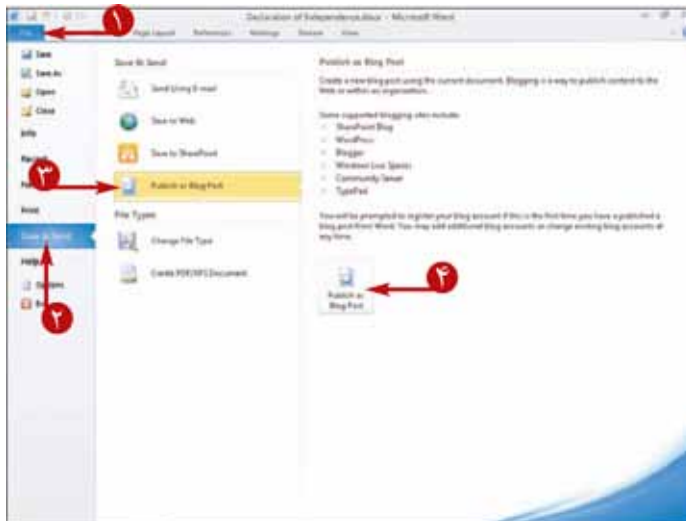 Declaration of Independence.docx - Microsoft Word
۱
File
Page Layout References Mailings Review View
Save
Save As
Open
Close
Info
Print
Save & Send
Help
Options
۲
Save & Send
Send Using E-mail
Save to Web
Save to SharePoint
۳
Publish as Blog Post
File Types
Change File Type
Create PDF/XPS Document
Publish as Blog Post
Create a new blog post using the current document. Blogging is a way to publish content to the
Web or within an organization.
Some supported blogging sites include:
SharePoint Blog
WordPress
Blogger
Windows Live Spaces
Community Server
TypePad
You will be prompted to register your blog account if this is the first time you have a published a
blog post from Word. You may add additional blog accounts or change existing blog accounts at
any time.
۴
Publish as
Blog Post